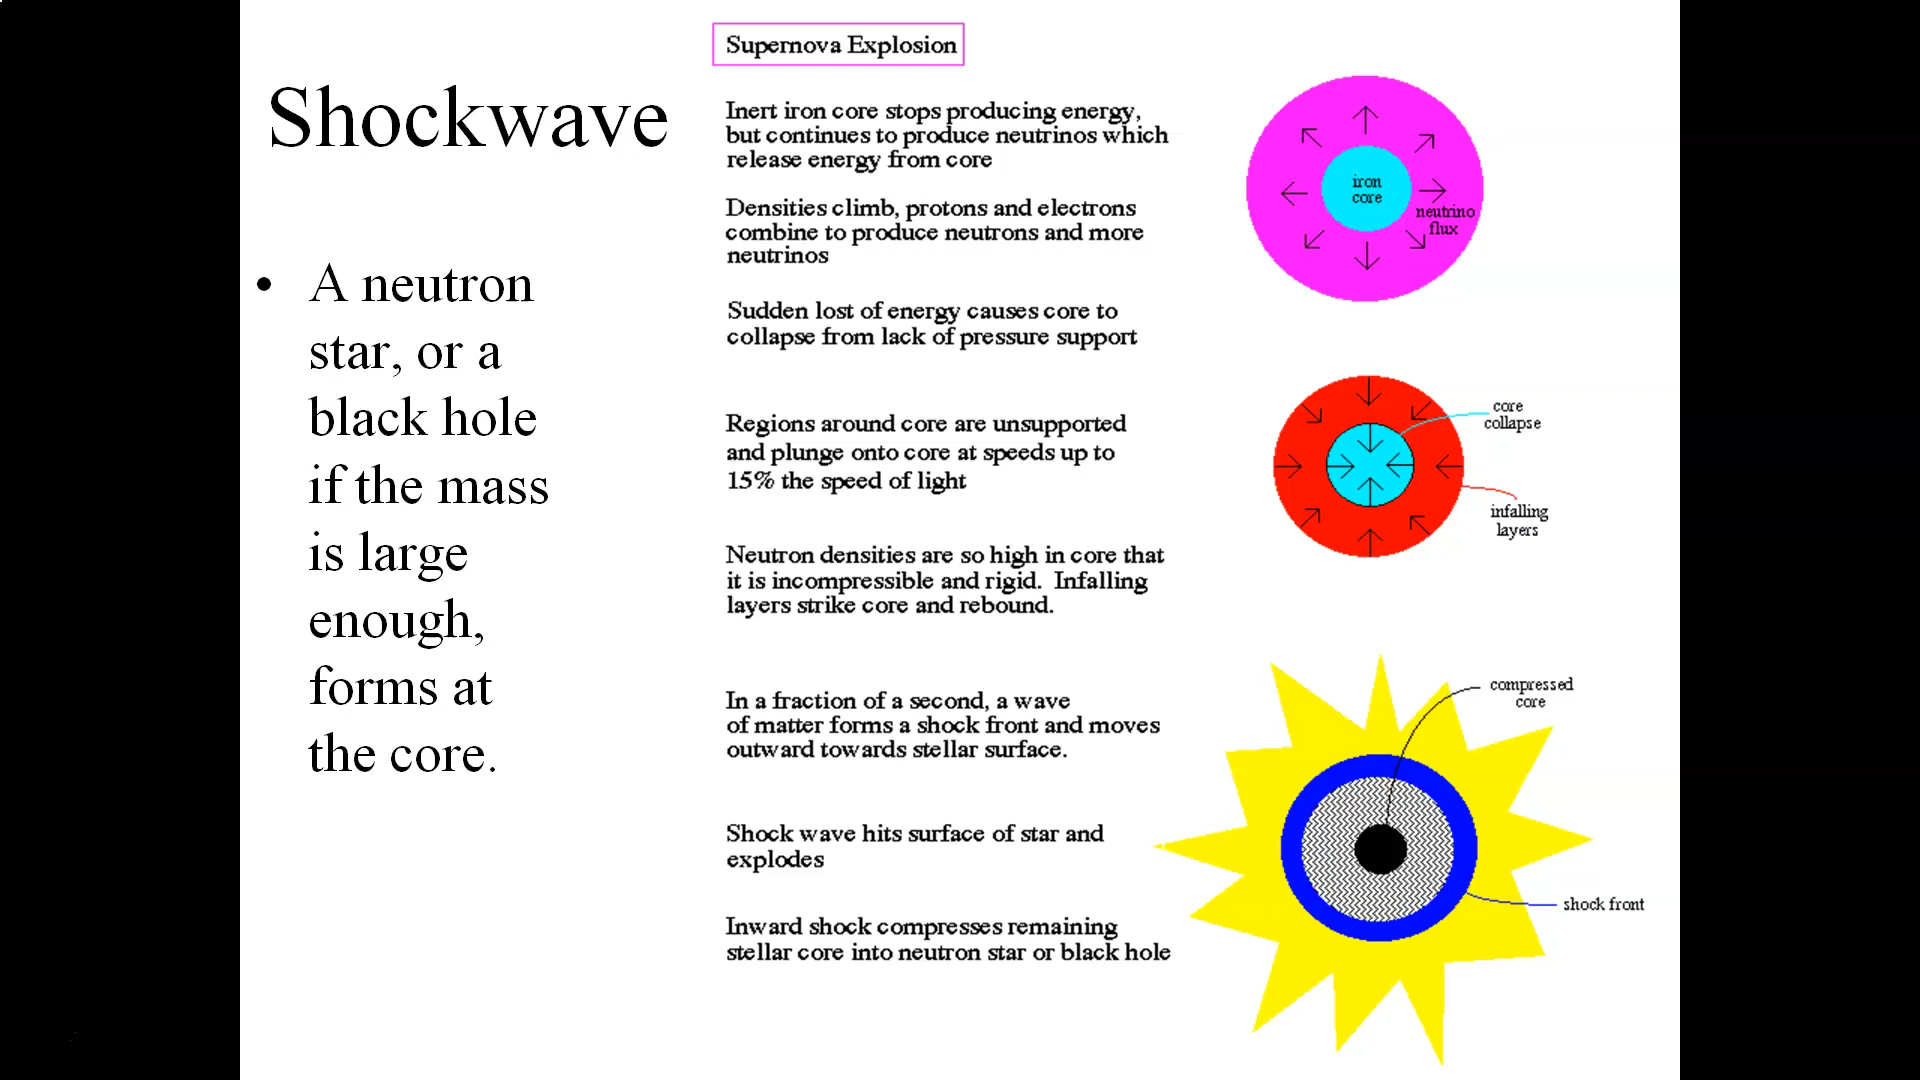 Shockwave
• A neutron
star, or a
black hole
if the mass
is large
enough,
forms at
the core.
Supernova Explosion
Inert iron core stops producing energy,
but continues to produce neutrinos which
release energy from core
Densities climb, protons and electrons
combine to produce neutrons and more
neutrinos
Sudden lost of energy causes core to
collapse from lack of pressure support
Regions around core are unsupported
and plunge onto core at speeds up to
15% the speed of light
Neutron densities are so high in core that
it is incompressible and rigid. Infalling
layers strike core and rebound.
In a fraction of a second, a wave
of matter forms a shock front and moves
outward towards stellar surface.
Shock wave hits surface of star and
explodes
Inward shock compresses remaining
stellar core into neutron star or black hole
iron
core
neutrino
flux
core
collapse
infalling
layers
compressed
core
shock front